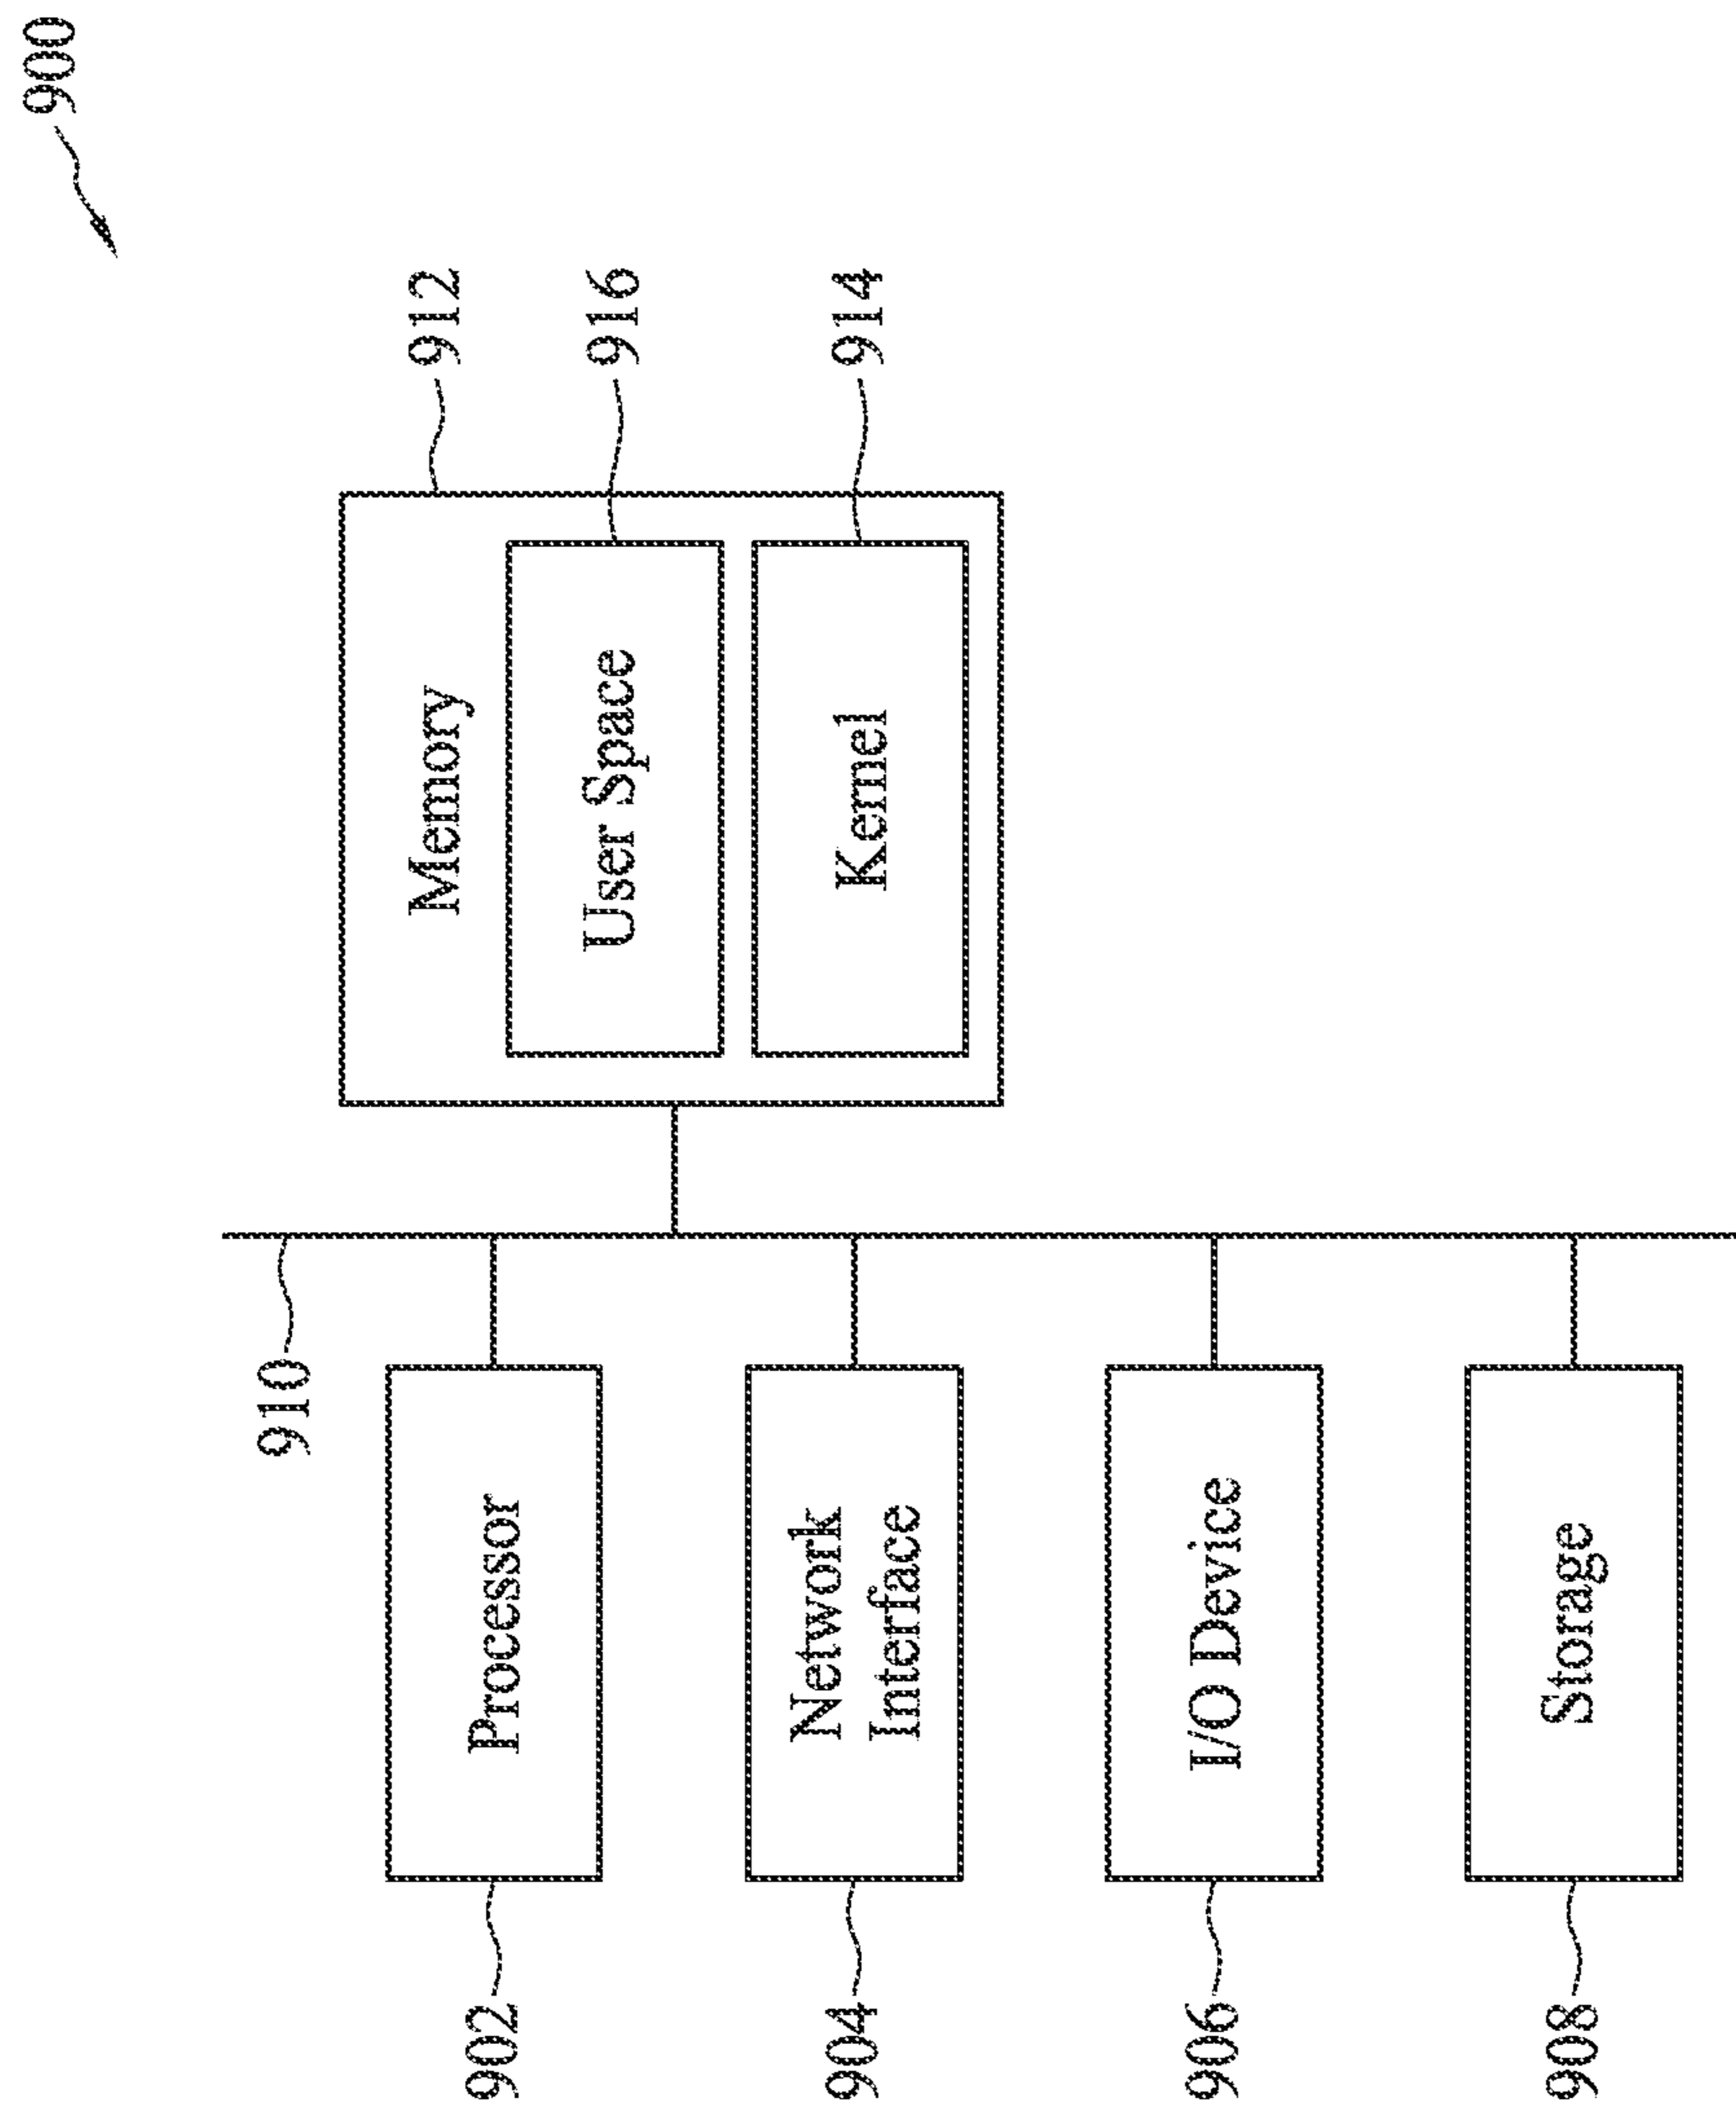 900
902
Processor
910
Memory
912
User Space
916
Kernel
914
904
Network
Interface
906
I/O Device
908
Storage